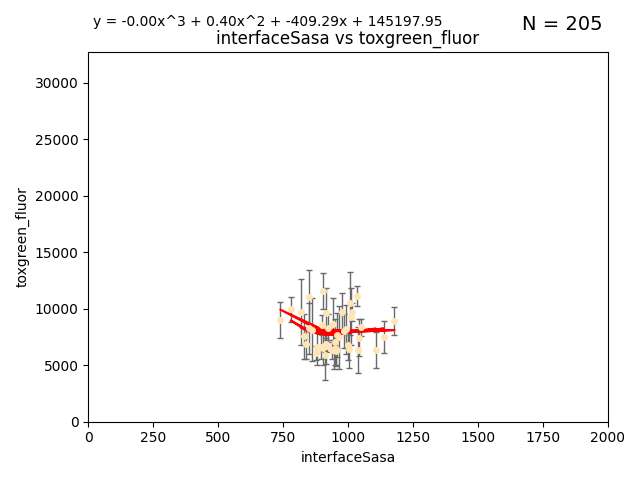 y = -0.00x^3 + 0.40x^2 + -409.29x + 145197.95
N = 205
interfaceSasa vs toxgreen_fluor
30000
25000
20000
15000
10000
5000
0
toxgreen_fluor
0 250 500 750 1000 1250 1500 1750 2000
interfaceSasa